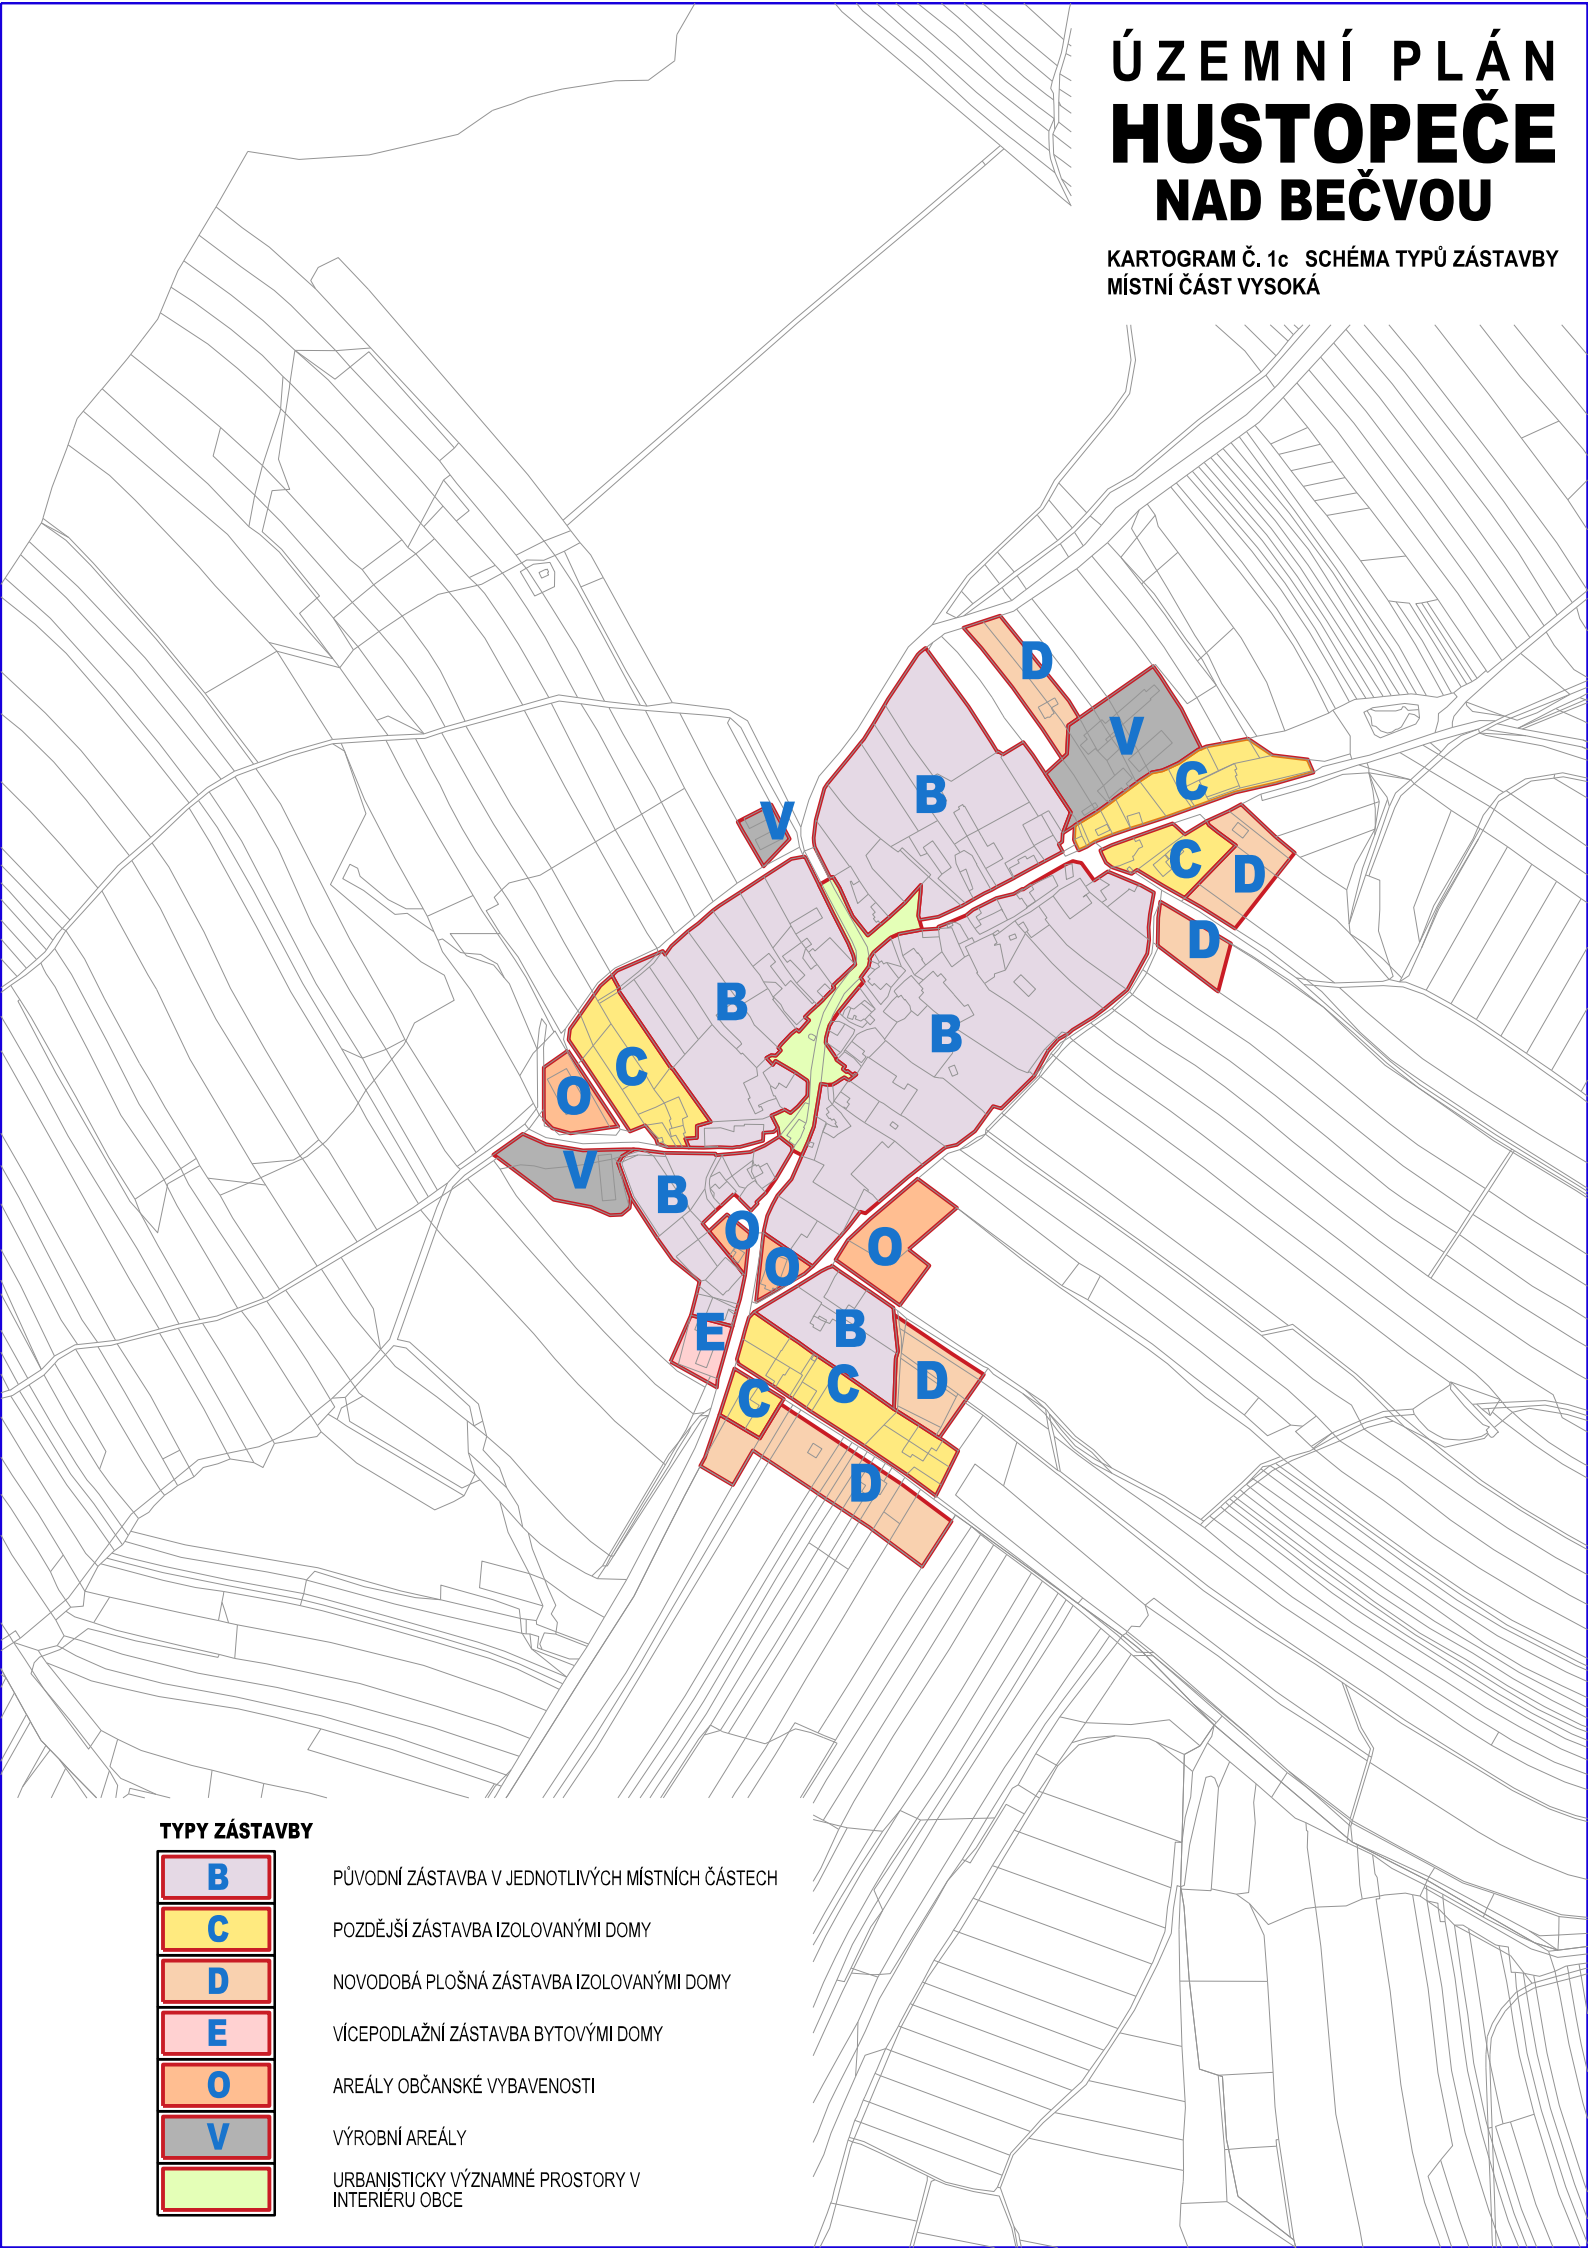 ÚZEMNÍ PLÁN
HUSTOPEČE
NAD BEČVOU
KARTOGRAM Č. 1c SCHÉMA TYPŮ ZÁSTAVBY
MÍSTNÍ ČÁST VYSOKÁ
D
V
B
C
V
C
D
D
B
B
C
O
V
B
O
O
O
E
B
C
D
C
D
TYPY ZÁSTAVBY
B PŮVODNÍ ZÁSTAVBA V JEDNOTLIVÝCH MÍSTNÍCH ČÁSTECH
C POZDĚJŠÍ ZÁSTAVBA IZOLOVANÝMI DOMY
D NOVODOBÁ PLOŠNÁ ZÁSTAVBA IZOLOVANÝMI DOMY
E VÍCEPODLAŽNÍ ZÁSTAVBA BYTOVÝMI DOMY
O AREÁLY OBČANSKÉ VYBAVENOSTI
V VÝROBNÍ AREÁLY
URBANISTICKY VÝZNAMNÉ PROSTORY V
INTERIÉRU OBCE